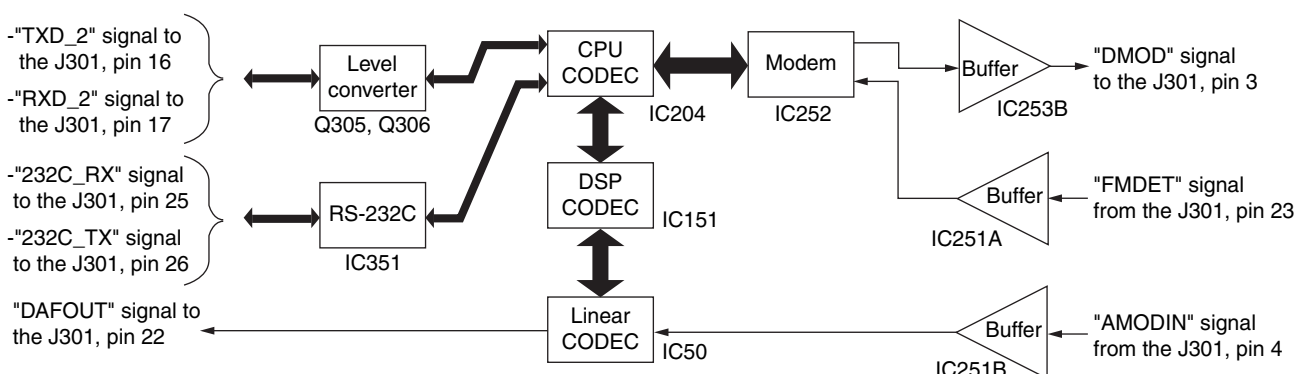 -"TXD_2" signal to
the J301, pin 16
-"RXD_2" signal to
the J301, pin 17
Level
converter
Q305, Q306
CPU
CODEC
IC204
Modem
IC252
Buffer
IC253B
"DMOD" signal
to the J301, pin 3
-"232C_RX" signal
to the J301, pin 25
-"232C_TX" signal
to the J301, pin 26
RS-232C
IC351
DSP
CODEC
IC151
Buffer
IC251A
"FMDET" signal
from the J301, pin 23
"DAFOUT" signal to
the J301, pin 22
Linear
CODEC
IC50
Buffer
IC251B
"AMODIN" signal
from the J301, pin 4